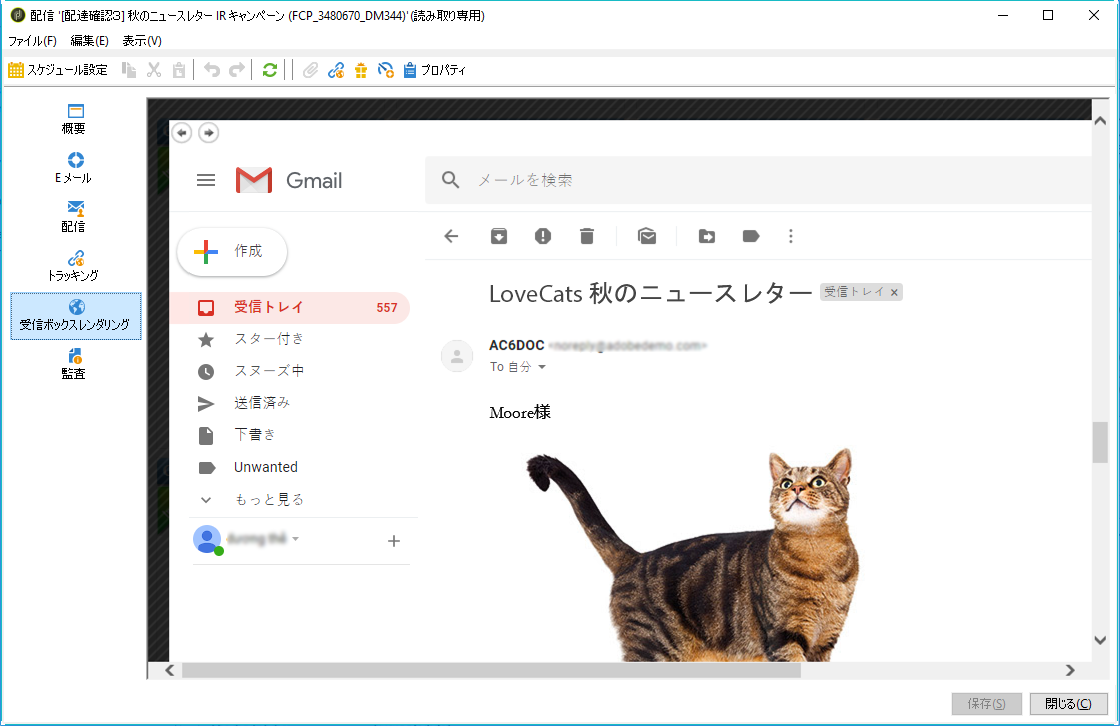 配信 '[配達確認3] 秋のニュースレター IR キャンペーン (FCP_3480670_DM344)' (読み取り専用)
ファイル(F) 編集(E) 表示(V)
スケジュール設定 プロパティ
概要
Eメール
配信
トラッキング
受信ボックスレンダリング
監査
Gmail
メールを検索
作成
受信トレイ 557
スター付き
スヌーズ中
送信済み
下書き
Unwanted
もっと見る
LoveCats 秋のニュースレター 受信トレイ ×
AC6DOC <noreply@adobedemo.com>
To 自分
Moore様
保存(S) 閉じる(C)